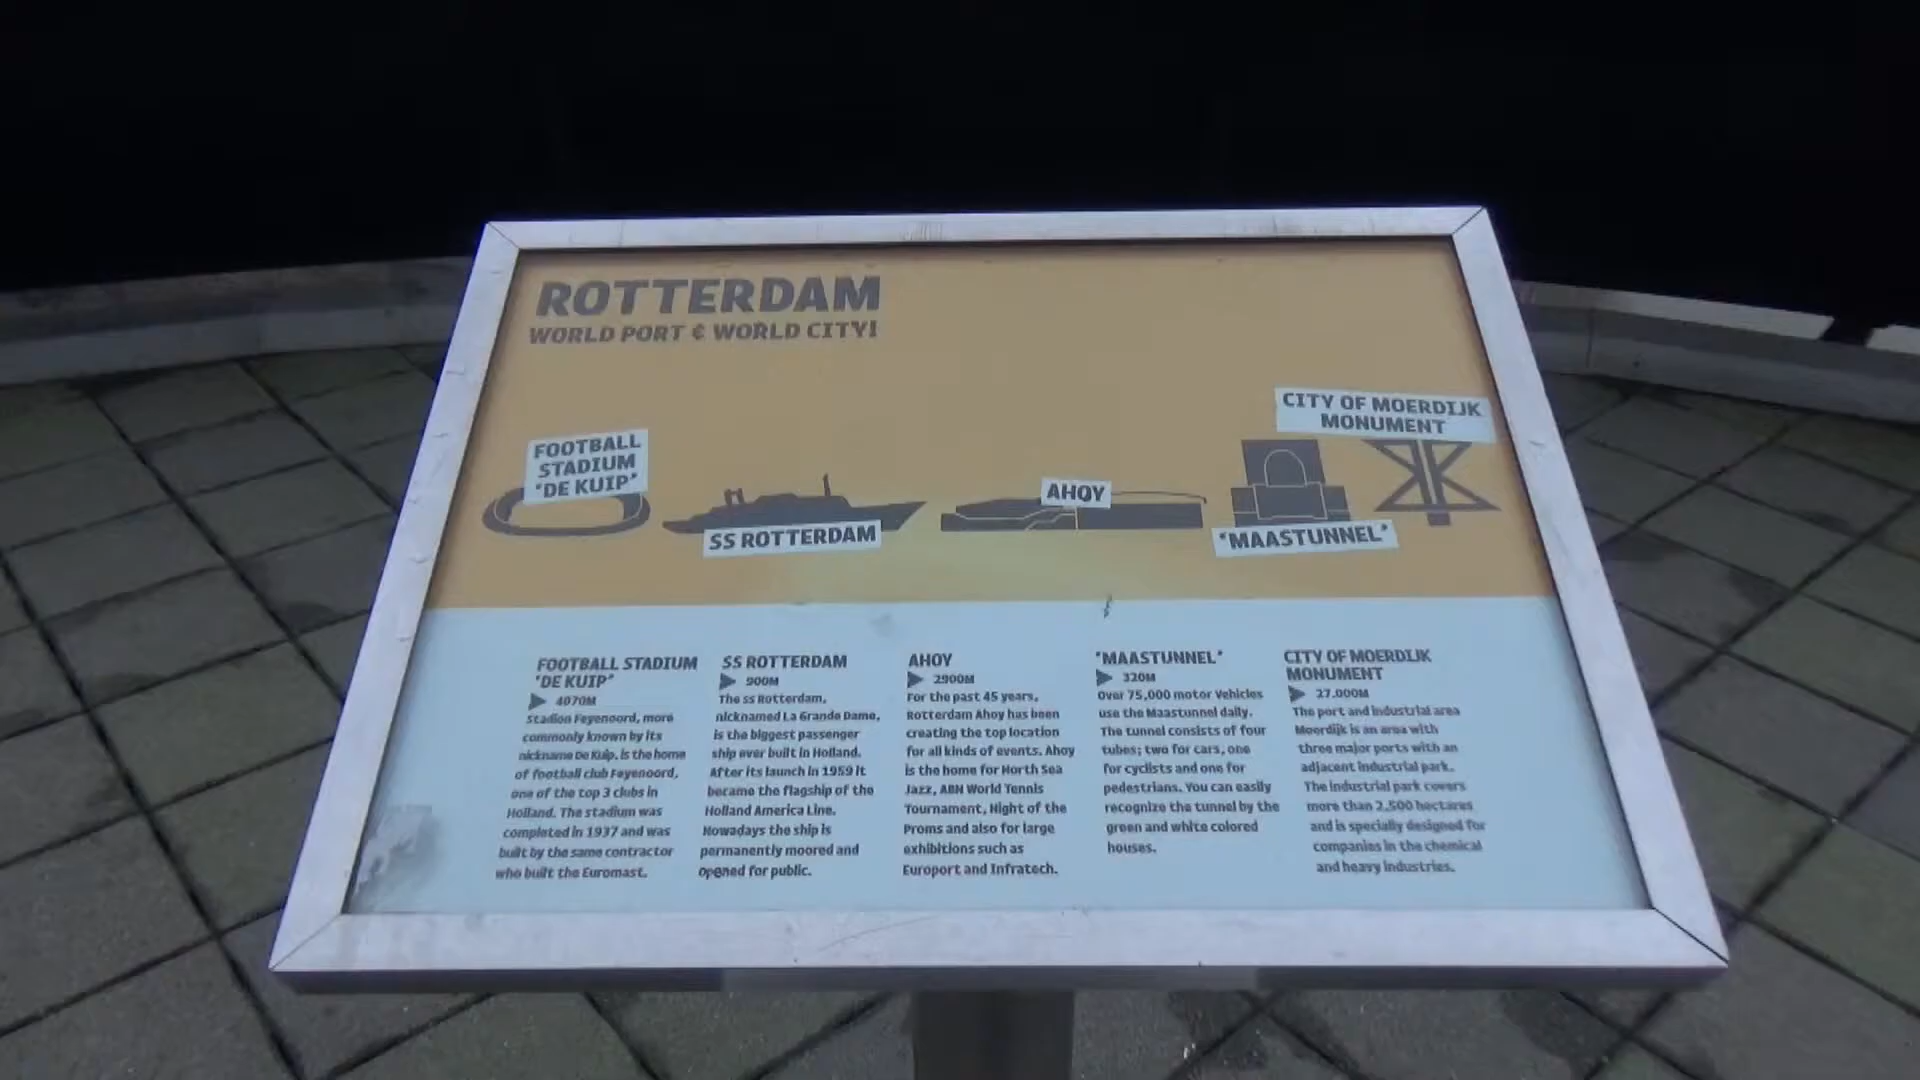 ROTTERDAM
WORLD PORT & WORLD CITY!
FOOTBALL
STADIUM
'DE KUIP'
SS ROTTERDAM
AHOY
'MAASTUNNEL'
CITY OF MOERDIJK
MONUMENT
FOOTBALL STADIUM
'DE KUIP'
4070M
Stadion Feyenoord, more
commonly known by its
nickname De Kuip, is the home
of football club Feyenoord,
one of the top 3 clubs in
Holland. The stadium was
completed in 1937 and was
built by the same contractor
who built the Euromast.
SS ROTTERDAM
900M
The ss Rotterdam,
nicknamed La Grande Dame,
is the biggest passenger
ship ever built in Holland.
After its launch in 1959 it
became the flagship of the
Holland America Line.
Nowadays the ship is
permanently moored and
opened for public.
AHOY
2900M
For the past 45 years,
Rotterdam Ahoy has been
creating the top location
for all kinds of events. Ahoy
is the home for North Sea
Jazz, ABN World Tennis
Tournament, Night of the
Proms and also for large
exhibitions such as
Europort and Infratech.
'MAASTUNNEL'
320M
Over 75,000 motor Vehicles
use the Maastunnel daily.
The tunnel consists of four
tubes; two for cars, one
for cyclists and one for
pedestrians. You can easily
recognize the tunnel by the
green and white colored
houses.
CITY OF MOERDIJK
MONUMENT
27.000M
The port and industrial area
Moerdijk is an area with
three major ports with an
adjacent industrial park.
The industrial park covers
more than 2,500 hectares
and is specially designed for
companies in the chemical
and heavy industries.